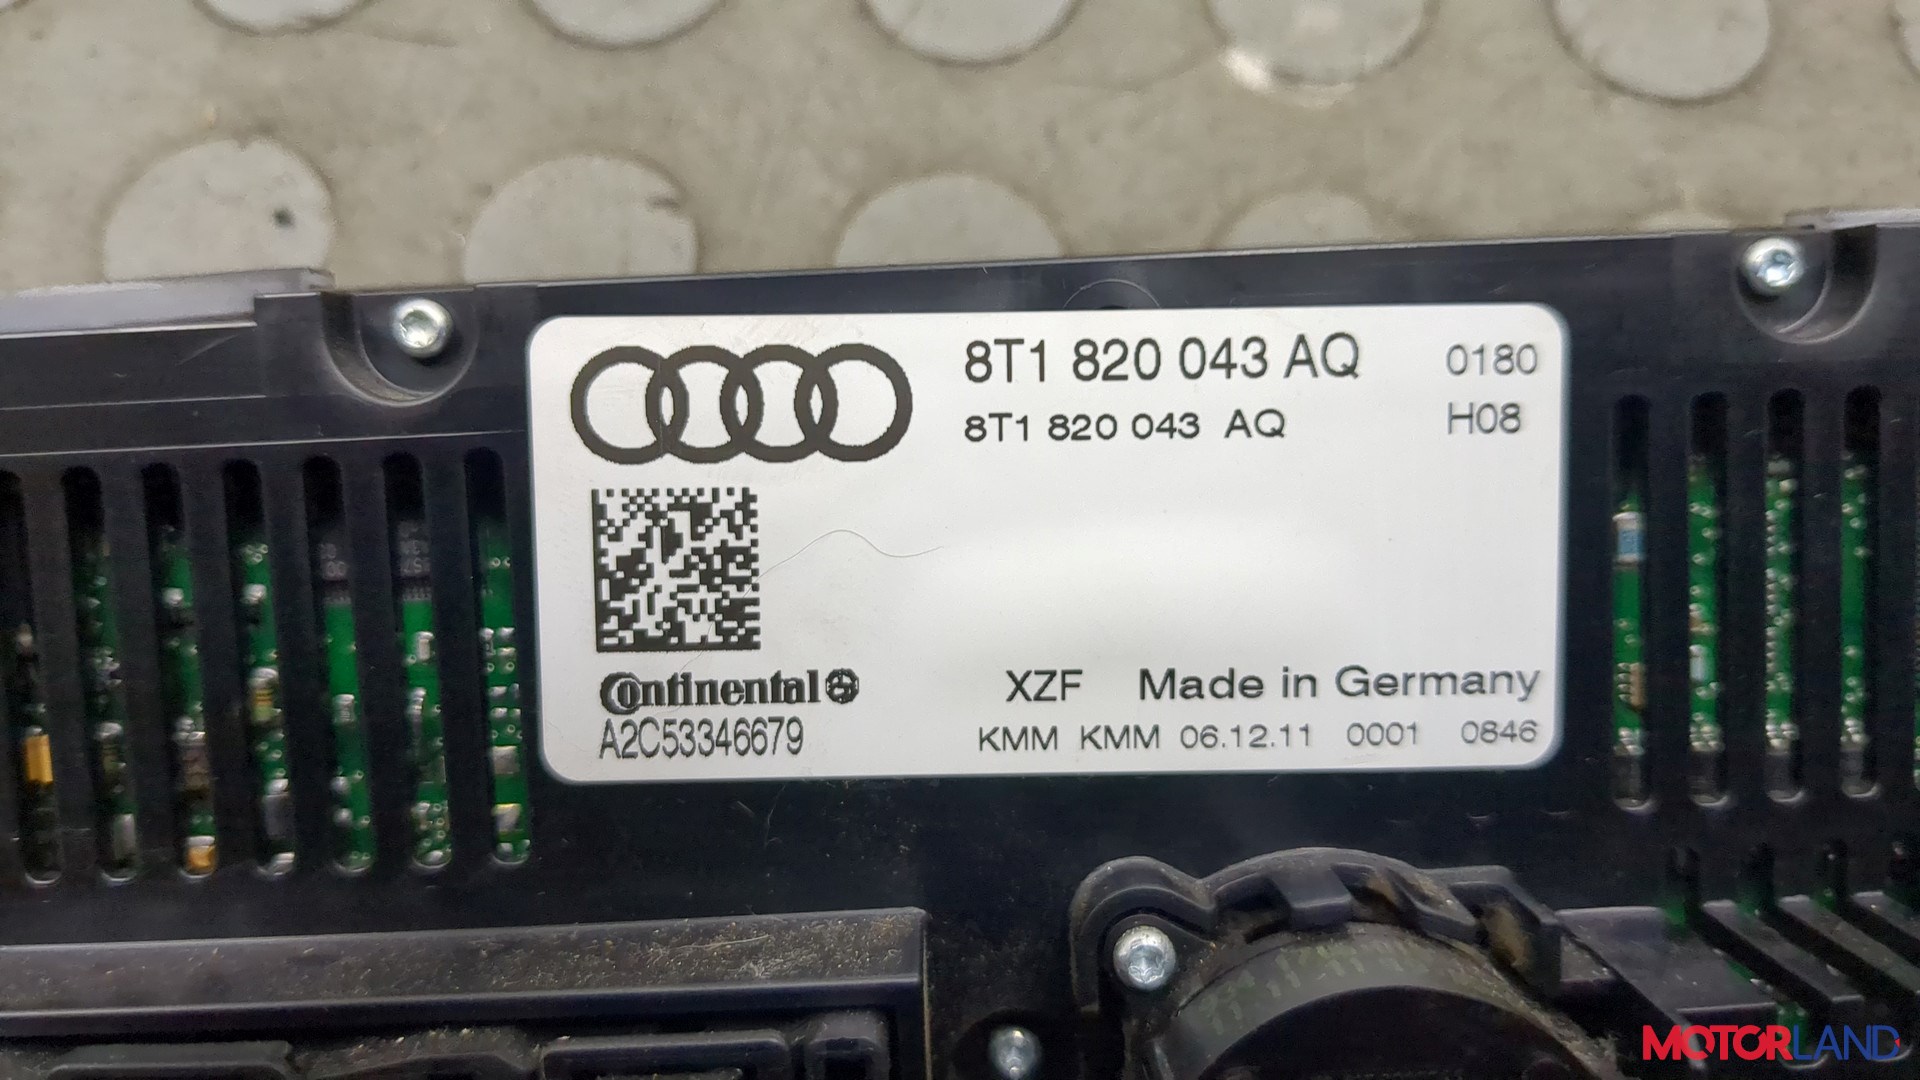 8T1 820 043 AQ 0180
8T1 820 043 AQ H08
Continental
A2C53346679
XZF Made in Germany
KMM KMM 06.12.11 0001 0846
MOTORLAND